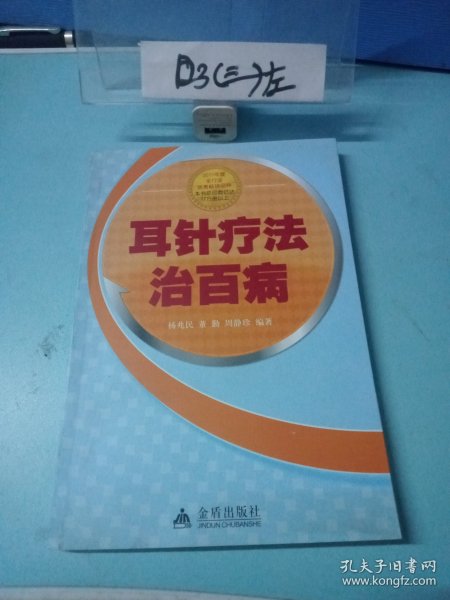 D3(三)左
耳针疗法
治百病
杨兆民 董勤 周静珍 编著
金盾出版社
JINDUN CHUBANSHE
孔夫子旧书网
www.kongfz.com